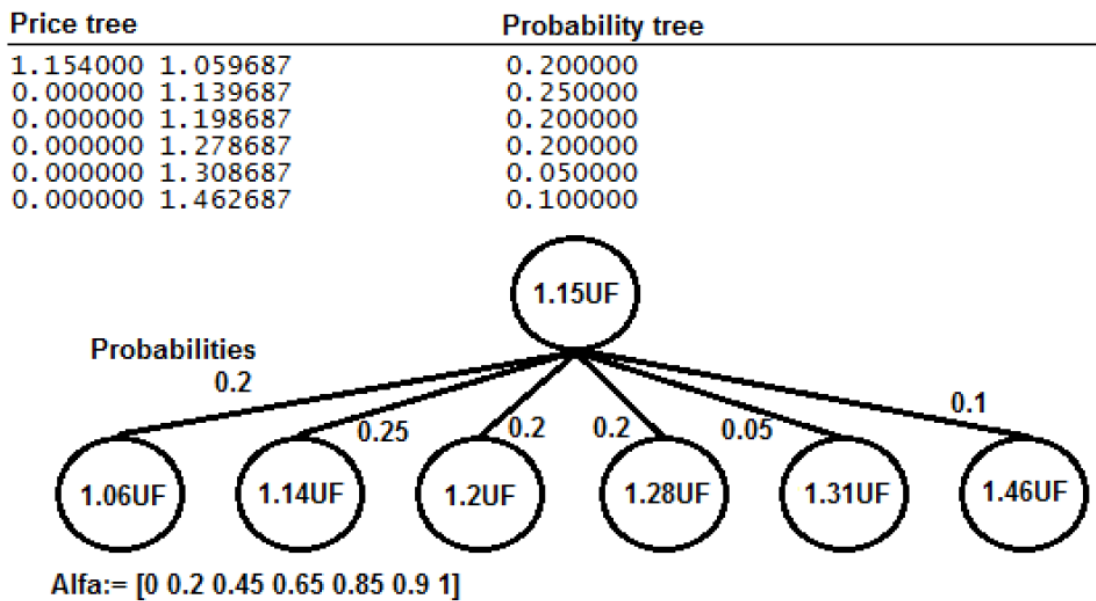 Price tree Probability tree
1.154000 1.059687 0.200000
0.000000 1.139687 0.250000
0.000000 1.198687 0.200000
0.000000 1.278687 0.200000
0.000000 1.308687 0.050000
0.000000 1.462687 0.100000
1.15UF
Probabilities
0.2
0.25 0.2 0.2 0.05 0.1
1.06UF 1.14UF 1.2UF 1.28UF 1.31UF 1.46UF
Alfa:= [0 0.2 0.45 0.65 0.85 0.9 1]